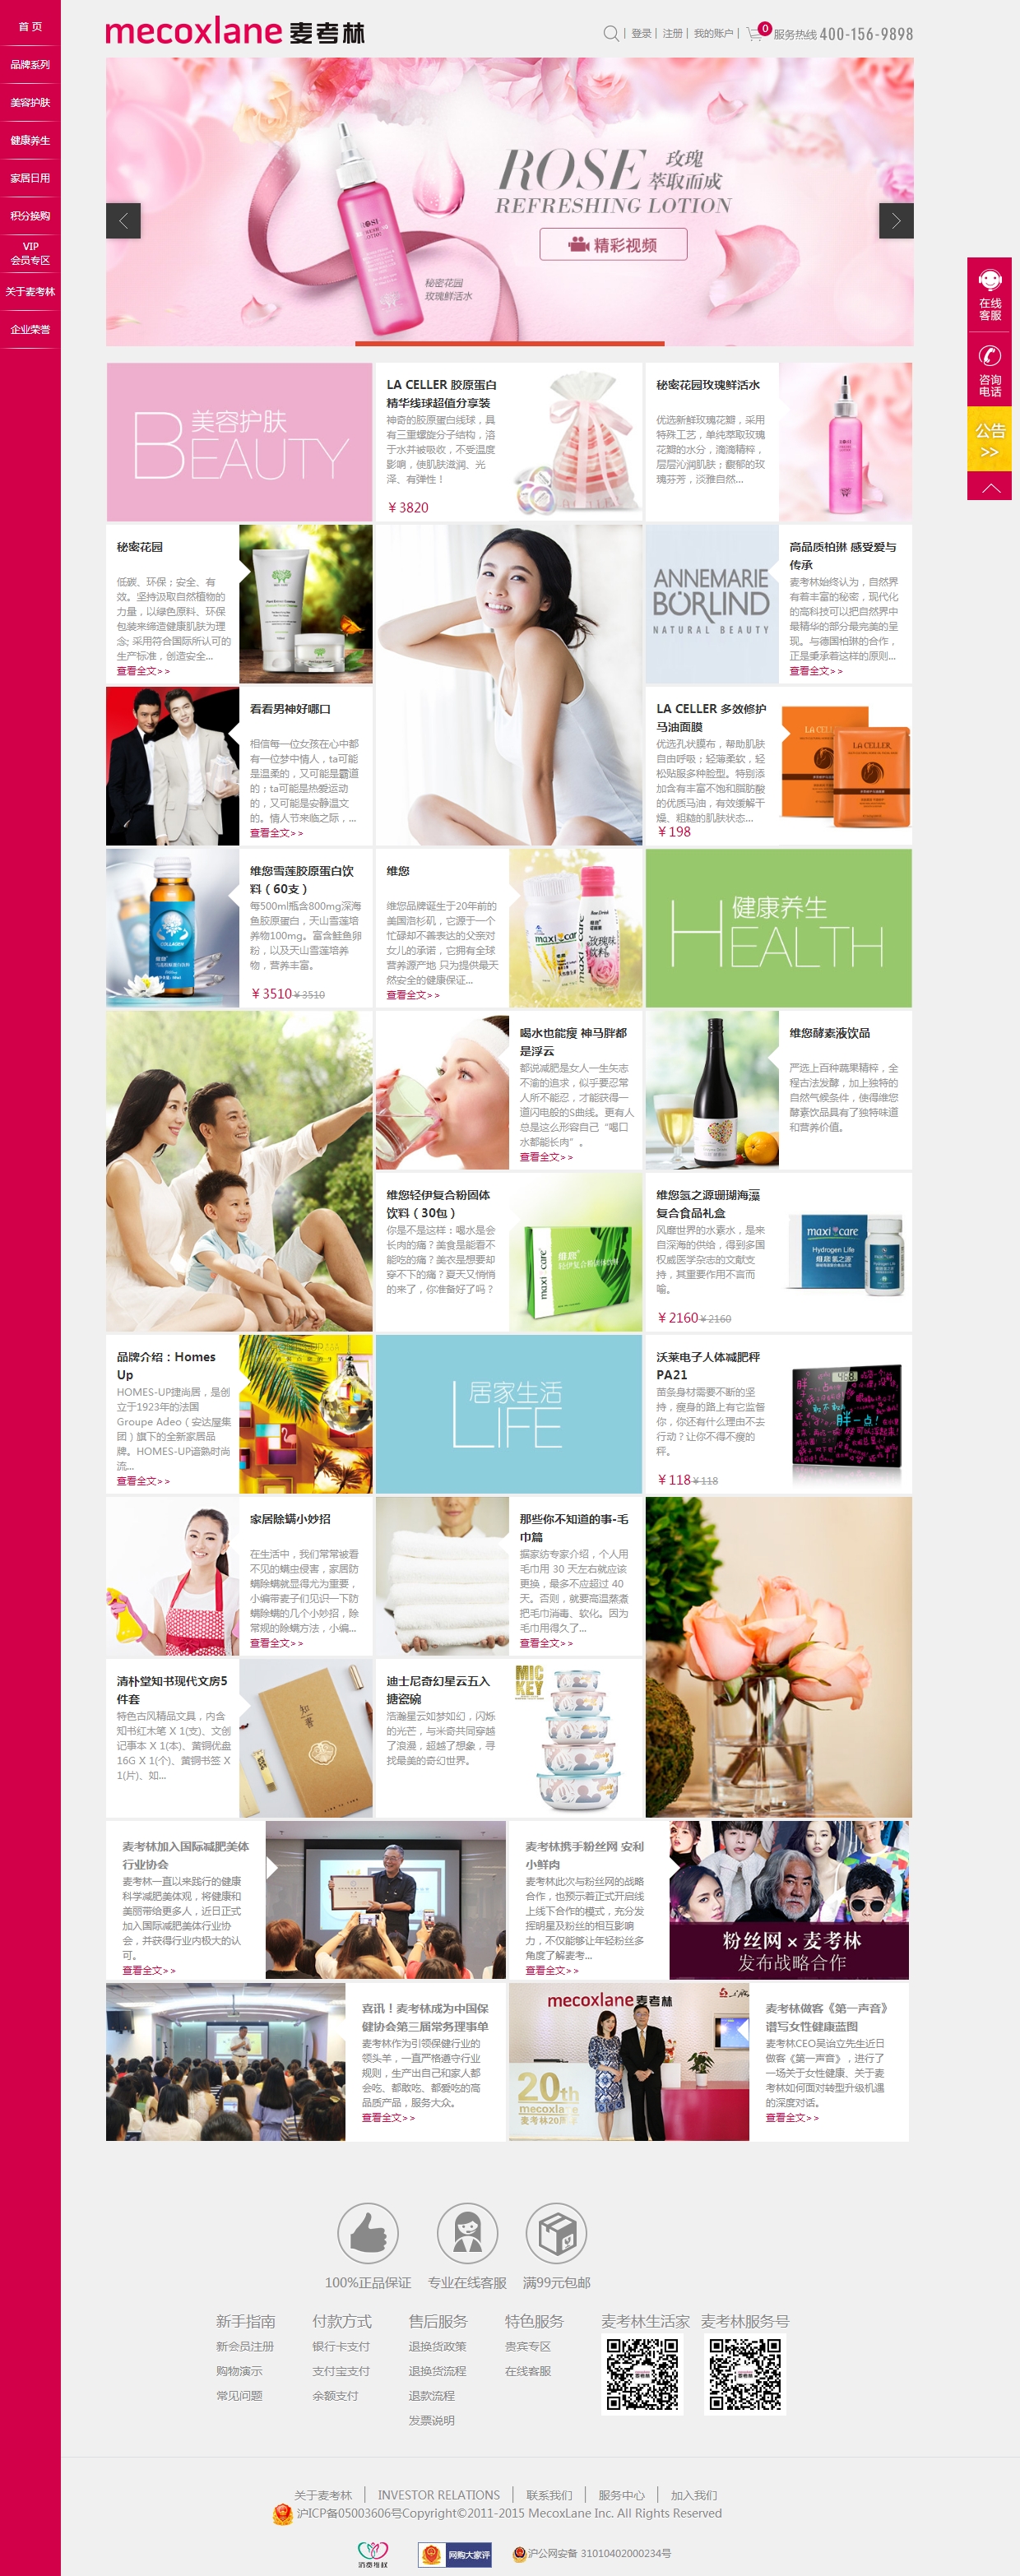 首 页
品牌系列
美容护肤
健康养生
家居日用
积分换购
VIP
会员专区
关于麦考林
企业荣誉
mecoxlane 麦考林
登录 | 注册 | 我的账户 | 0 服务热线 400-156-9898
ROSE 玫瑰
萃取而成
REFRESHING LOTION
精彩视频
秘密花园
玫瑰鲜活水
在线
客服
咨询
电话
公告
>>
美容护肤
BEAUTY
LA CELLER 胶原蛋白
精华线球超值分享装
神奇的胶原蛋白线球，具
有三重螺旋分子结构，溶
于水并被吸收，不受温度
影响，使肌肤滋润、光
泽、有弹性！
￥3820
秘密花园玫瑰鲜活水
优选新鲜玫瑰花瓣，采用
特殊工艺，单纯萃取玫瑰
花瓣的水分，滴滴精粹，
层层沁润肌肤；馥郁的玫
瑰芬芳，淡雅自然...
秘密花园
低碳、环保；安全、有
效。坚持汲取自然植物的
力量，以绿色原料、环保
包装来缔造健康肌肤为理
念; 采用符合国际所认可的
生产标准，创造安全...
查看全文>>
ANNEMARIE
BÖRLIND
NATURAL BEAUTY
高品质柏琳 感受爱与
传承
麦考林始终认为，自然界
有着丰富的秘密，现代化
的高科技可以把自然界中
最精华的部分最完美的呈
现。与德国柏琳的合作，
正是秉承着这样的原则...
查看全文>>
看看男神好哪口
相信每一位女孩在心中都
有一位梦中情人，ta可能
是温柔的，又可能是霸道
的；ta可能是热爱运动
的，又可能是安静温文
的。情人节来临之际，...
查看全文>>
LA CELLER 多效修护
马油面膜
优选孔状膜布，帮助肌肤
自由呼吸；轻薄柔软，轻
松贴服多种脸型。特别添
加含有丰富不饱和脂肪酸
的优质马油，有效缓解干
燥、粗糙的肌肤状态...
￥198
LA CELLER
维您雪莲胶原蛋白饮
料（60支）
每500ml瓶含800mg深海
鱼胶原蛋白，天山雪莲培
养物100mg。富含鲑鱼卵
粉，以及天山雪莲培养
物，营养丰富。
￥3510￥3510
COLLAGEN
维您
维您品牌诞生于20年前的
美国洛杉矶，它源于一个
忙碌却不善表达的父亲对
女儿的承诺，它拥有全球
营养源产地 只为提供最天
然安全的健康保证...
查看全文>>
玫瑰味
饮料
健康养生
HEALTH
喝水也能瘦 神马胖都
是浮云
都说减肥是女人一生矢志
不渝的追求，似乎要忍常
人所不能忍，才能获得一
道闪电般的S曲线。更有人
总是这么形容自己“喝口
水都能长肉”。
查看全文>>
维您酵素液饮品
严选上百种蔬果精粹，全
程古法发酵，加上独特的
自然气候条件，使得维您
酵素饮品具有了独特味道
和营养价值。
维您轻伊复合粉固体
饮料（30包）
你是不是这样：喝水是会
长肉的痛？美食是能看不
能吃的痛？美衣是想要却
穿不下的痛？夏天又悄悄
的来了，你准备好了吗？
maxi care
维您氢之源珊瑚海藻
复合食品礼盒
风靡世界的水素水，是来
自深海的供给，得到多国
权威医学杂志的文献支
持，其重要作用不言而
喻。
￥2160￥2160
maxi care
Hydrogen Life
品牌介绍：Homes
Up
HOMES-UP捷尚居，是创
立于1923年的法国
Groupe Adeo（安达屋集
团）旗下的全新家居品
牌。HOMES-UP谙熟时尚
流...
查看全文>>
居家生活
LIFE
沃莱电子人体减肥秤
PA21
苗条身材需要不断的坚
持，瘦身的路上有它监督
你，你还有什么理由不去
行动？让你不得不瘦的
秤。
￥118￥118
家居除螨小妙招
在生活中，我们常常被看
不见的螨虫侵害，家居防
螨除螨就显得尤为重要，
小编带麦子们见识一下防
螨除螨的几个小妙招，除
常规的除螨方法，小编...
查看全文>>
那些你不知道的事-毛
巾篇
据家纺专家介绍，个人用
毛巾用 30 天左右就应该
更换，最多不应超过 40
天。否则，就要高温蒸煮
把毛巾消毒、软化。因为
毛巾用得久了...
查看全文>>
清朴堂知书现代文房5
件套
特色古风精品文具，内含
知书红木笔 X 1(支)、文创
记事本 X 1(本)、黄铜优盘
16G X 1(个)、黄铜书签 X
1(片)、如...
知書
迪士尼奇幻星云五入
搪瓷碗
浩瀚星云如梦如幻，闪烁
的光芒，与米奇共同穿越
了浪漫，超越了想象，寻
找最美的奇幻世界。
MIC
KEY
麦考林加入国际减肥美体
行业协会
麦考林一直以来践行的健康
科学减肥美体观，将健康和
美丽带给更多人，近日正式
加入国际减肥美体行业协
会，并获得行业内极大的认
可。
查看全文>>
麦考林携手粉丝网 安利
小鲜肉
麦考林此次与粉丝网的战略
合作，也预示着正式开启线
上线下合作的模式，充分发
挥明星及粉丝的相互影响
力，不仅能够让年轻粉丝多
角度了解麦考...
查看全文>>
粉丝网 × 麦考林
发布战略合作
喜讯！麦考林成为中国保
健协会第三届常务理事单
麦考林作为引领保健行业的
领头羊，一直严格遵守行业
规则，生产出自己和家人都
会吃、都敢吃、都爱吃的高
品质产品，服务大众。
查看全文>>
mecoxlane 麦考林
20th
mecoxlane
麦考林20周年
麦考林做客《第一声音》
谱写女性健康蓝图
麦考林CEO吴诒立先生近日
做客《第一声音》，进行了
一场关于女性健康、关于麦
考林如何面对转型升级机遇
的深度对话。
查看全文>>
100%正品保证 专业在线客服 满99元包邮
新手指南 付款方式 售后服务 特色服务 麦考林生活家 麦考林服务号
新会员注册 银行卡支付 退换货政策 贵宾专区
购物演示 支付宝支付 退换货流程 在线客服
常见问题 余额支付 退款流程
发票说明
关于麦考林 | INVESTOR RELATIONS | 联系我们 | 服务中心 | 加入我们
沪ICP备05003606号Copyright©2011-2015 MecoxLane Inc. All Rights Reserved
消费维权 网购大家评 沪公网安备 31010402000234号